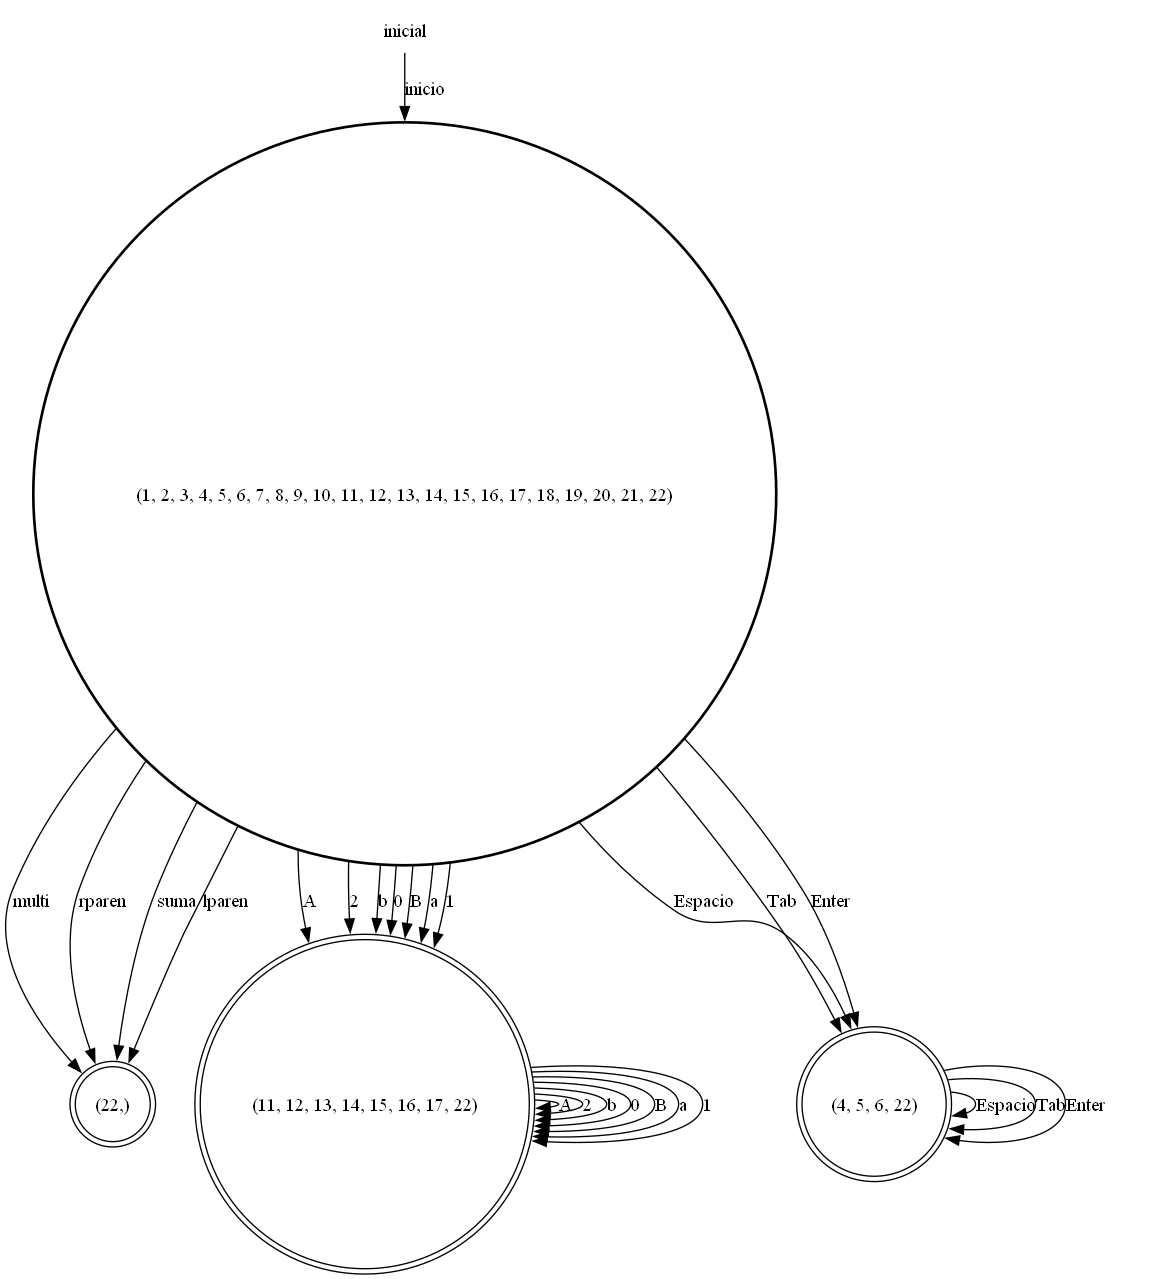 inicial
inicio
(1, 2, 3, 4, 5, 6, 7, 8, 9, 10, 11, 12, 13, 14, 15, 16, 17, 18, 19, 20, 21, 22)
multi rparen suma lparen A 2 b 0 B a 1 Espacio Tab Enter
(22,) (11, 12, 13, 14, 15, 16, 17, 22) A 2 b 0 B a 1 (4, 5, 6, 22) Espacio Tab Enter